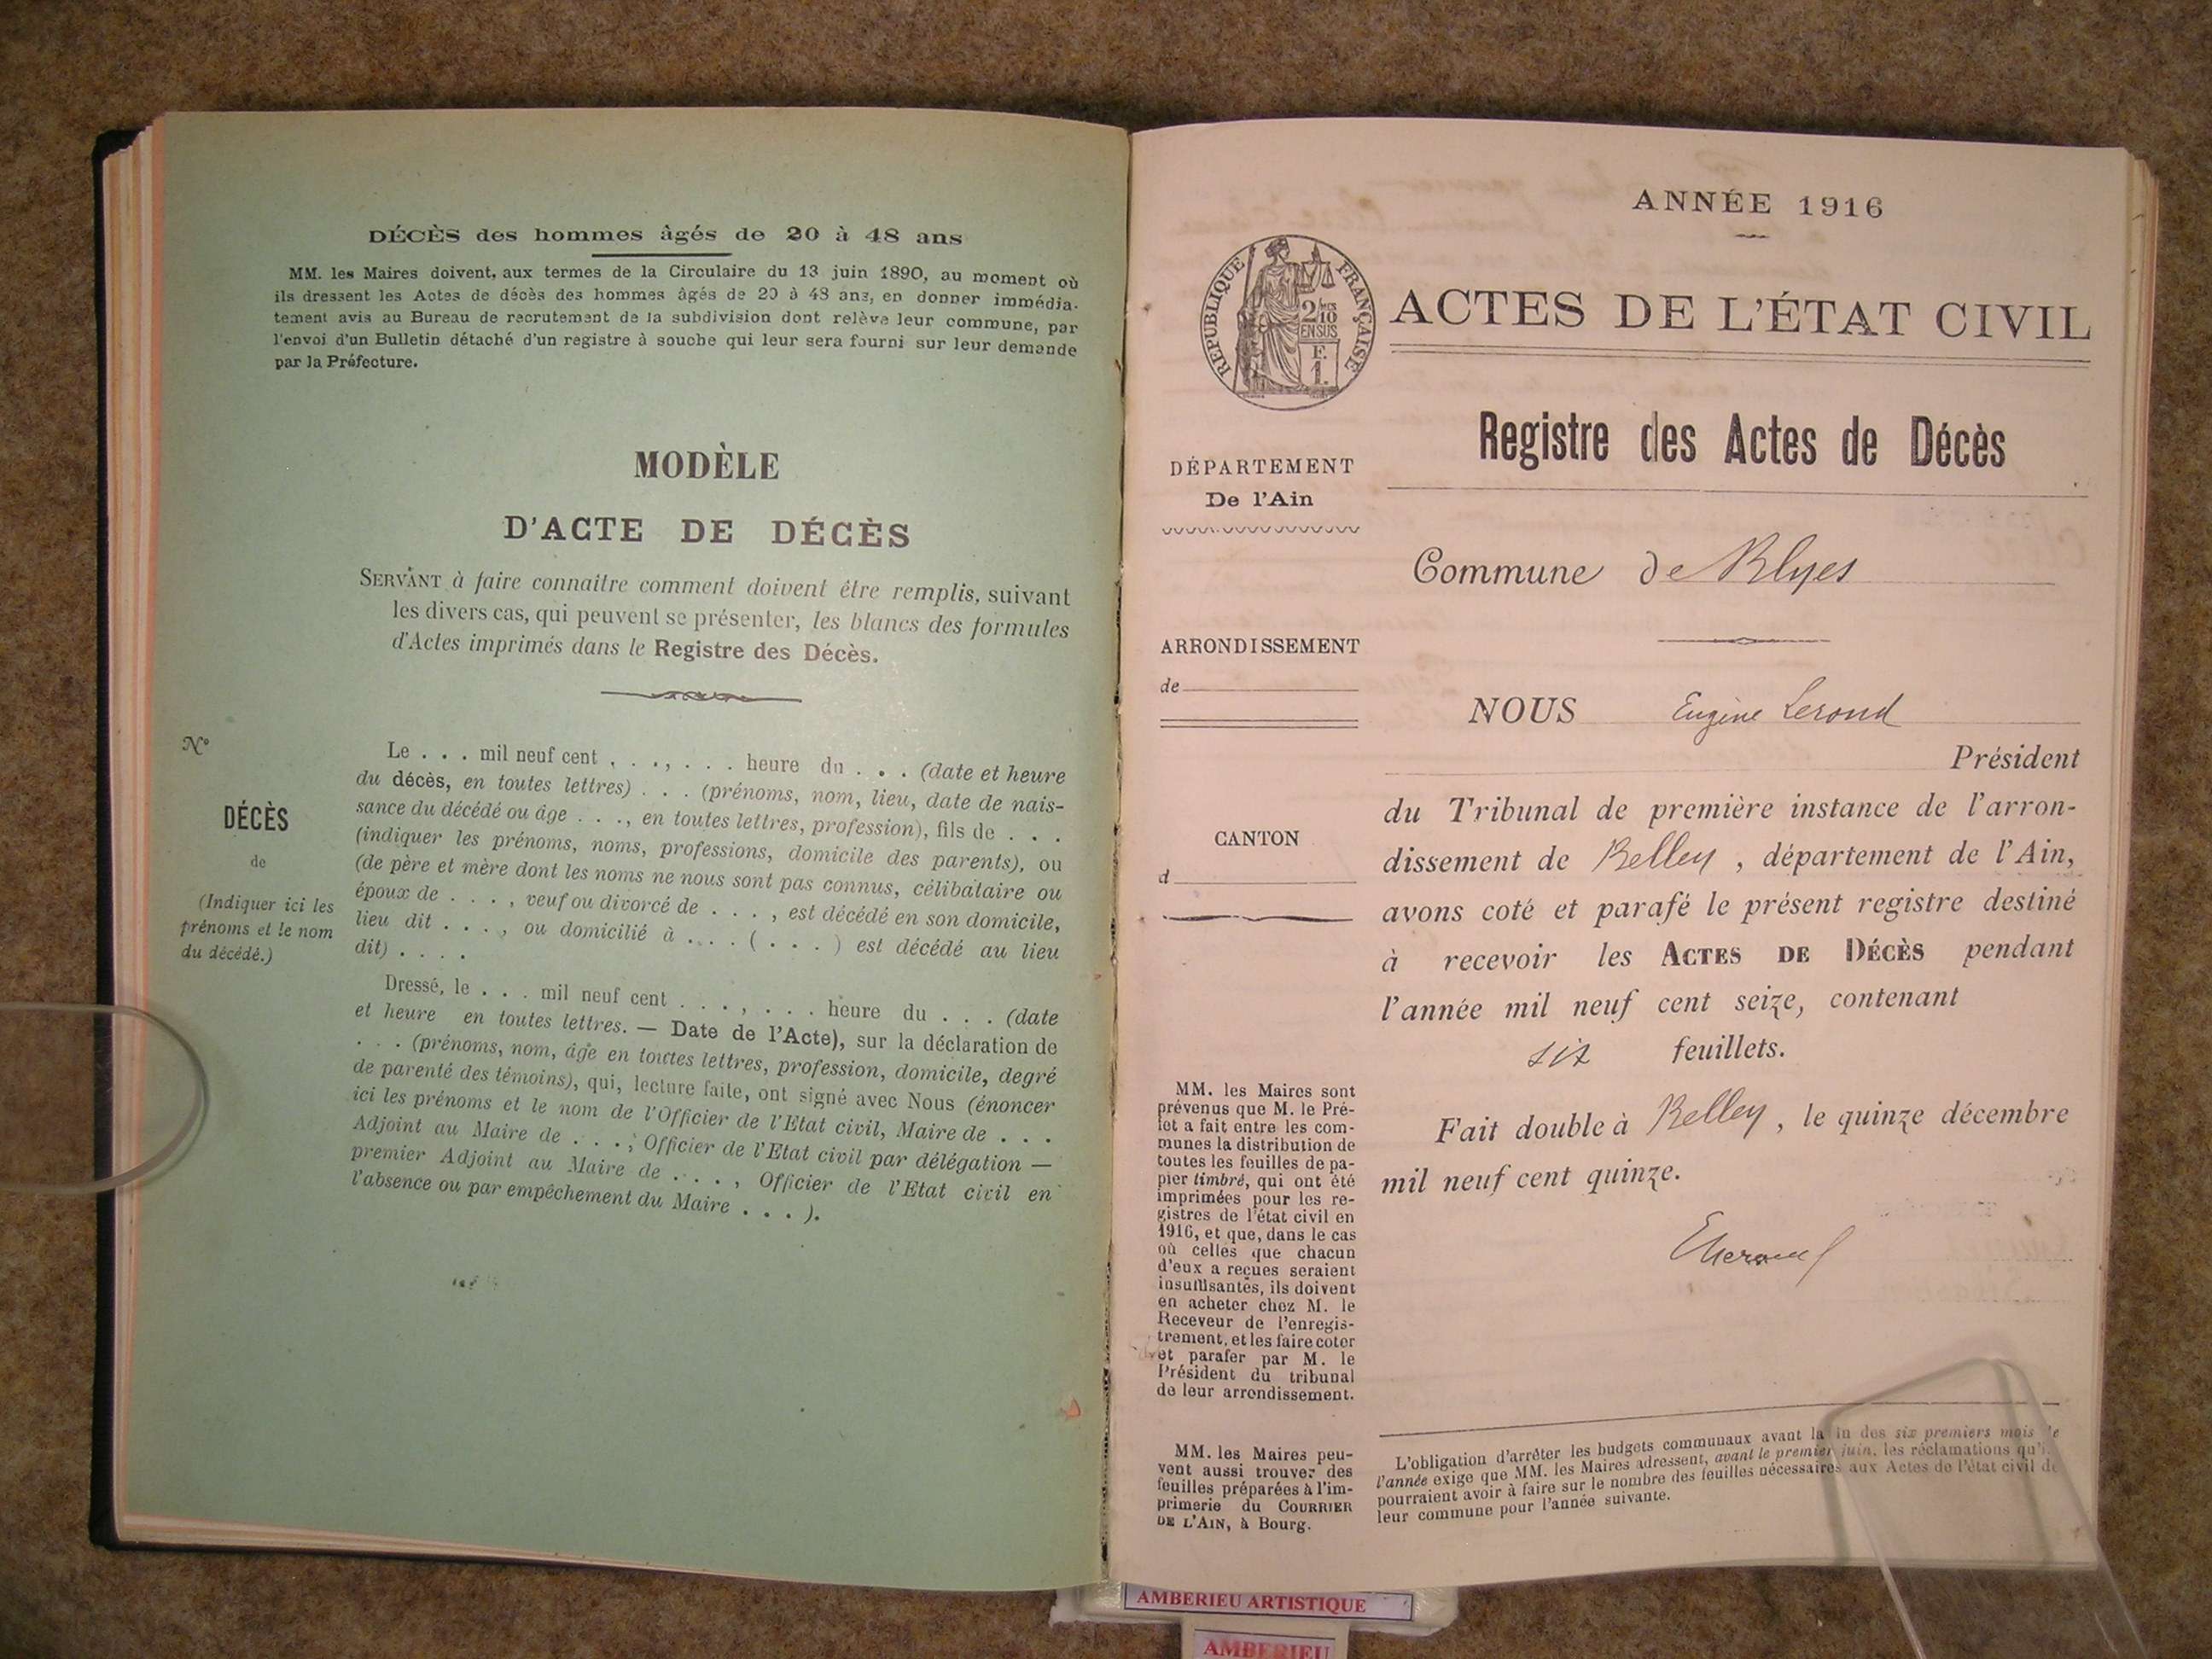 DÉCÈS des hommes âgés de 20 à 48 ans
MM. les Maires doivent, aux termes de la Circulaire du 13 juin 1890, au moment où
ils dressent les Actes de décès des hommes âgés de 20 à 48 ans, en donner immédia-
tement avis au Bureau de recrutement de la subdivision dont relève leur commune, par
l'envoi d'un Bulletin détaché d'un registre à souche qui leur sera fourni sur leur demande
par la Préfecture.
MODÈLE
D'ACTE DE DÉCÈS
SERVANT à faire connaitre comment doivent être remplis, suivant
les divers cas, qui peuvent se présenter, les blancs des formules
d'Actes imprimés dans le Registre des Décès.
N°
DÉCÈS
de
(Indiquer ici les
prénoms et le nom
du décédé.)
Le . . . mil neuf cent . . ., . . . heure du . . . (date et heure
du décès, en toutes lettres) . . . (prénoms, nom, lieu, date de nais-
sance du décédé ou âge . . ., en toutes lettres, profession), fils de . . .
(indiquer les prénoms, noms, professions, domicile des parents), ou
(de père et mère dont les noms ne nous sont pas connus, célibataire ou
époux de . . . , veuf ou divorcé de . . . , est décédé en son domicile,
lieu dit . . . , ou domicilié à . . . ( . . . ) est décédé au lieu
dit) . . . .
Dressé, le . . . mil neuf cent . . . , . . . heure du . . . (date
et heure en toutes lettres. — Date de l'Acte), sur la déclaration de
. . . (prénoms, nom, âge en toutes lettres, profession, domicile, degré
de parenté des témoins), qui, lecture faite, ont signé avec Nous (énoncer
ici les prénoms et le nom de l'Officier de l'Etat civil, Maire de . . .
Adjoint au Maire de . . . ; Officier de l'Etat civil par délégation —
premier Adjoint au Maire de . . . , Officier de l'Etat civil en
l'absence ou par empêchement du Maire . . . ).
ANNÉE 1916
RÉPUBLIQUE FRANÇAISE
2/10
EN SUS
F.
1.
ACTES DE L'ÉTAT CIVIL
Registre des Actes de Décès
DÉPARTEMENT
De l'Ain
Commune de Blyes
ARRONDISSEMENT
de
CANTON
d
NOUS Eugène Lerond
Président
du Tribunal de première instance de l'arron-
dissement de Belley , département de l'Ain,
avons coté et parafé le présent registre destiné
à recevoir les ACTES DE DÉCÈS pendant
l'année mil neuf cent seize, contenant
six feuillets.
Fait double à Belley , le quinze décembre
mil neuf cent quinze.
MM. les Maires sont
prévenus que M. le Pré-
fet a fait entre les com-
munes la distribution de
toutes les feuilles de pa-
pier timbré, qui ont été
imprimées pour les re-
gistres de l'état civil en
1916, et que, dans le cas
où celles que chacun
d'eux a reçues seraient
insuffisantes, ils doivent
en acheter chez M. le
Receveur de l'enregis-
trement, et les faire coter
et parafer par M. le
Président du tribunal
de leur arrondissement.
MM. les Maires peu-
vent aussi trouver des
feuilles préparées à l'im-
primerie du COURRIER
DE L'AIN, à Bourg.
L'obligation d'arrêter les budgets communaux avant la fin des six premiers mois de
l'année exige que MM. les Maires adressent, avant le premier juin, les réclamations qu'i
pourraient avoir à faire sur le nombre des feuilles nécessaires aux Actes de l'état civil de
leur commune pour l'année suivante.
AMBERIEU ARTISTIQUE
AMBERIEU